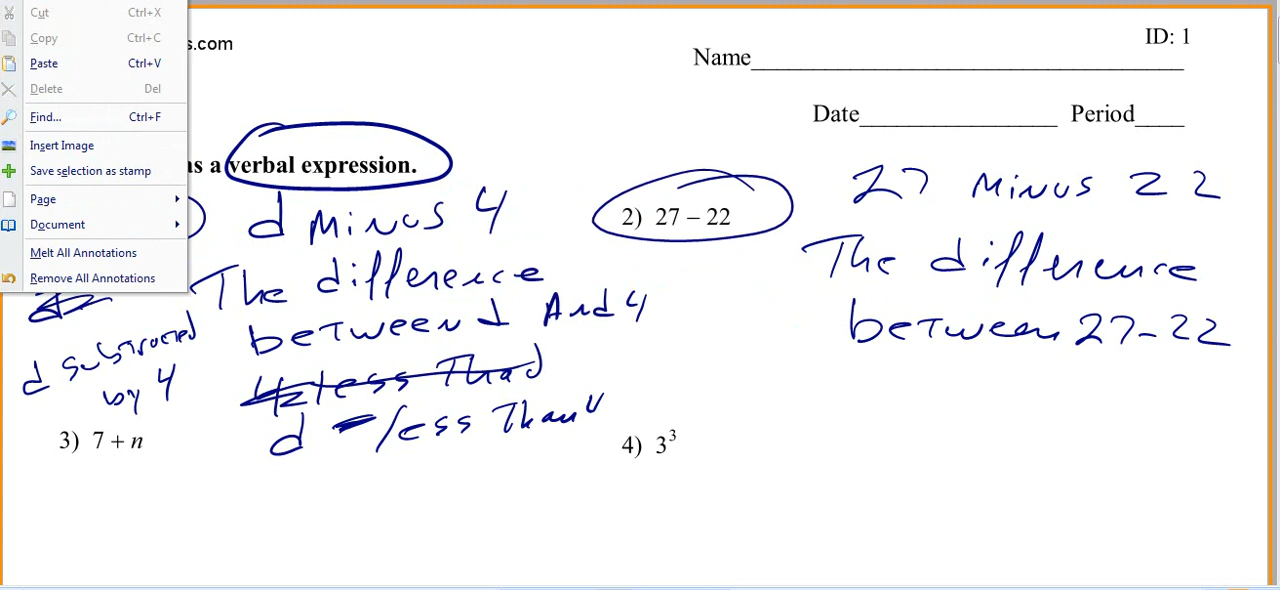 Cut Ctrl+X
Copy Ctrl+C
Paste Ctrl+V
Delete Del
Find... Ctrl+F
Insert Image
Save selection as stamp
Page
Document
Melt All Annotations
Remove All Annotations
s.com
ID: 1
Name
Date Period
as a verbal expression.
d minus 4
The difference
between d And 4
d subtracted
by 4
4 less Than d
d less Than 4
2) 27 – 22
27 minus 22
The difference
between 27-22
3) 7 + n
4) 3³